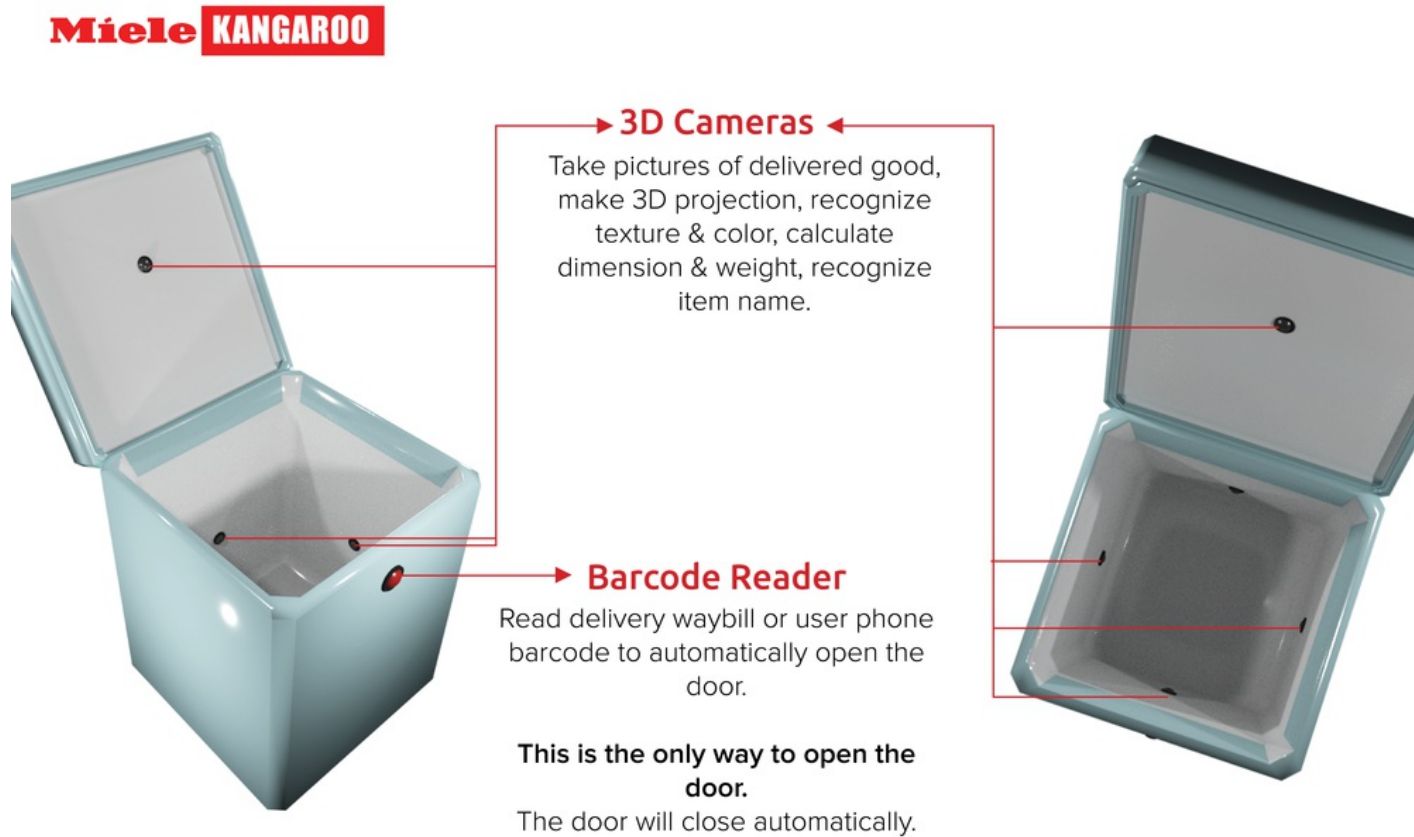 Miele KANGAROO
3D Cameras
Take pictures of delivered good,
make 3D projection, recognize
texture & color, calculate
dimension & weight, recognize
item name.
Barcode Reader
Read delivery waybill or user phone
barcode to automatically open the
door.
This is the only way to open the
door.
The door will close automatically.